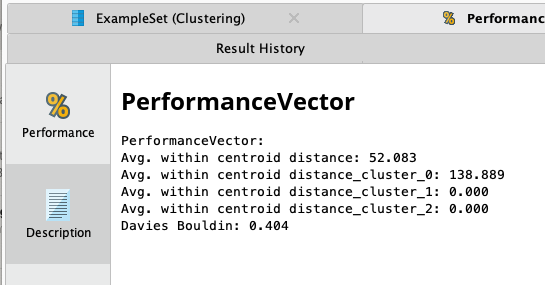 ExampleSet (Clustering)
Result History
Performance
PerformanceVector
PerformanceVector:
Avg. within centroid distance: 52.083
Avg. within centroid distance_cluster_0: 138.889
Avg. within centroid distance_cluster_1: 0.000
Avg. within centroid distance_cluster_2: 0.000
Davies Bouldin: 0.404
Description